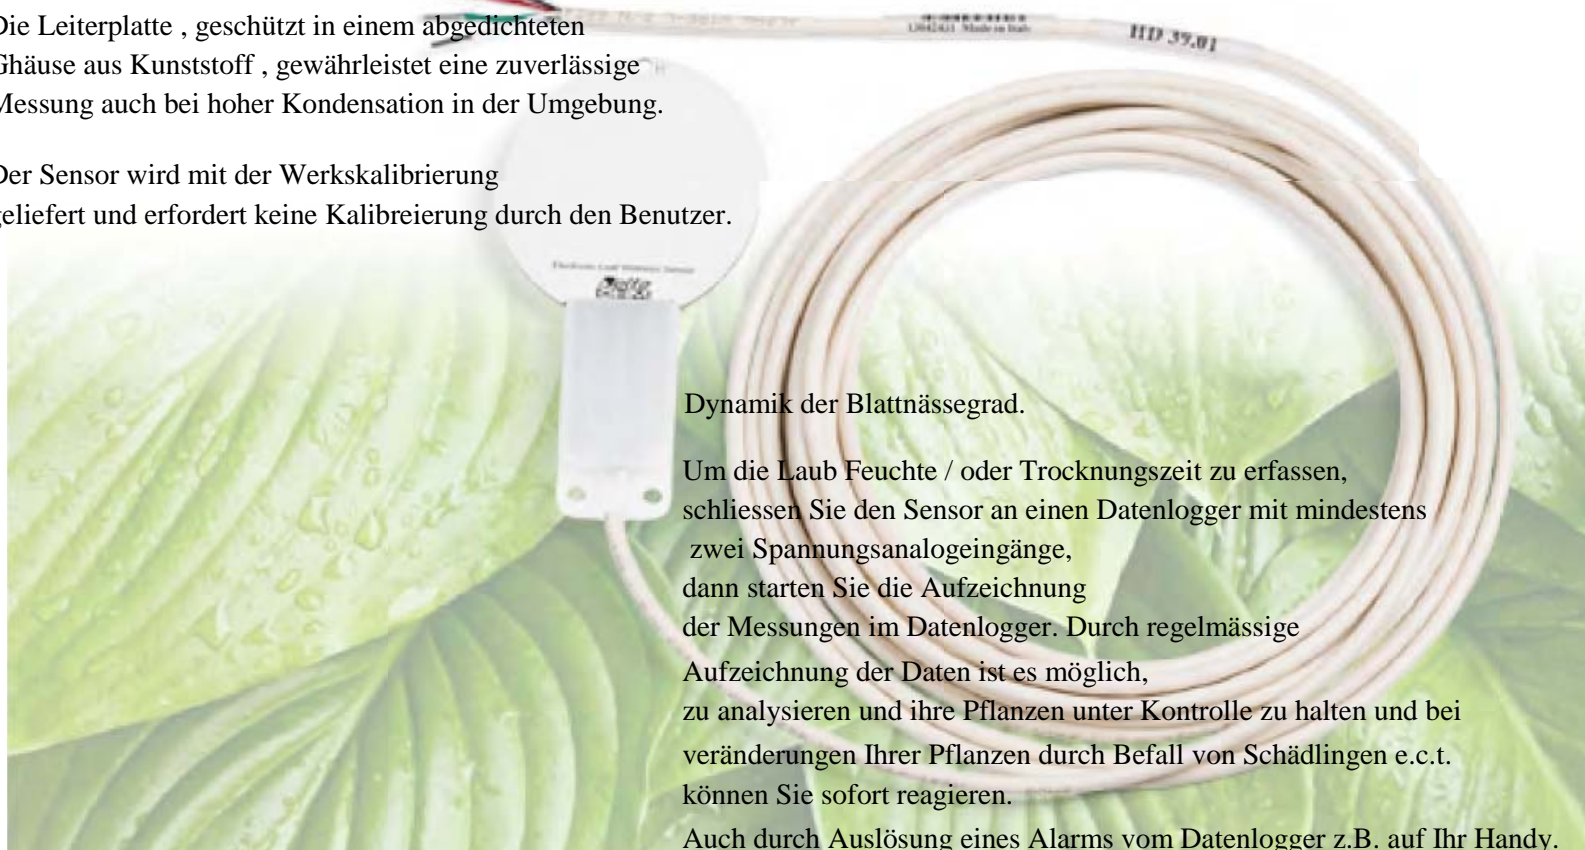 Die Leiterplatte , geschützt in einem abgedichteten
Ghäuse aus Kunststoff , gewährleistet eine zuverlässige
Messung auch bei hoher Kondensation in der Umgebung.
Der Sensor wird mit der Werkskalibrierung
geliefert und erfordert keine Kalibreierung durch den Benutzer.
Made in Italy
HD 39.01
Dynamik der Blattnässegrad.
Um die Laub Feuchte / oder Trocknungszeit zu erfassen,
schliessen Sie den Sensor an einen Datenlogger mit mindestens
zwei Spannungsanalogeingänge,
dann starten Sie die Aufzeichnung
der Messungen im Datenlogger. Durch regelmässige
Aufzeichnung der Daten ist es möglich,
zu analysieren und ihre Pflanzen unter Kontrolle zu halten und bei
veränderungen Ihrer Pflanzen durch Befall von Schädlingen e.c.t.
können Sie sofort reagieren.
Auch durch Auslösung eines Alarms vom Datenlogger z.B. auf Ihr Handy.